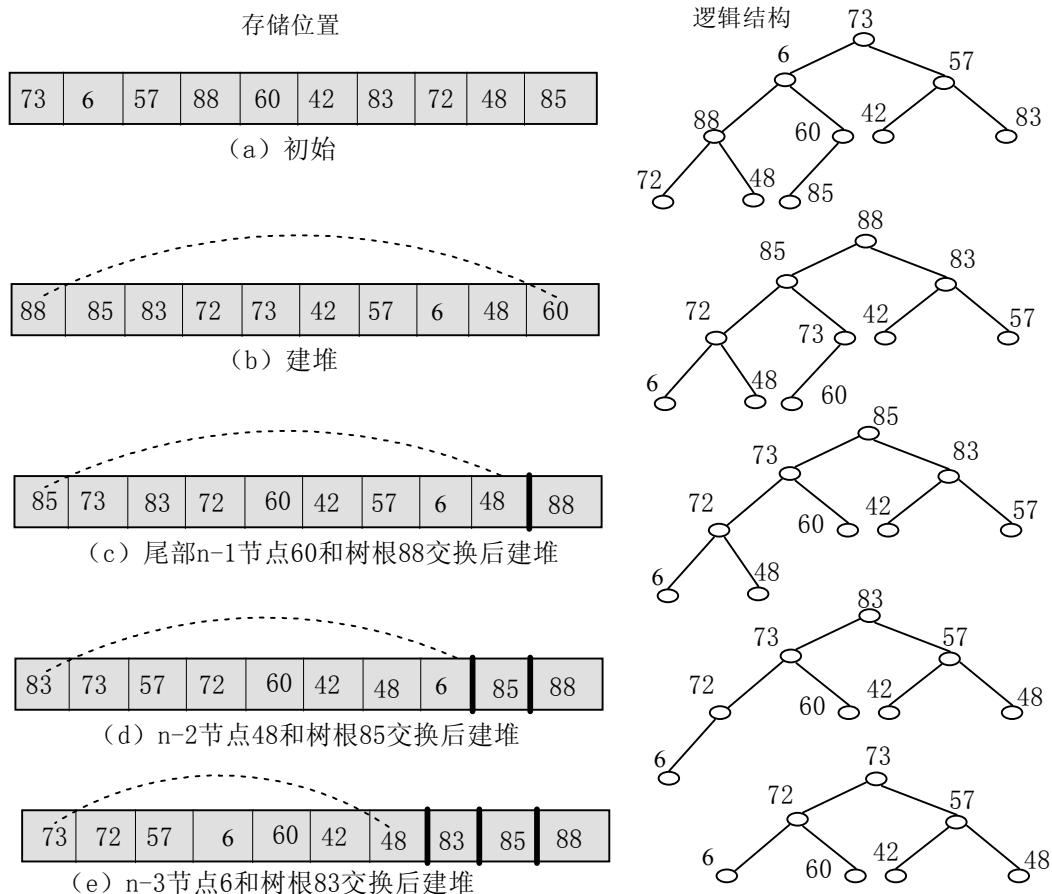 存储位置
逻辑结构
73 6 57 88 60 42 83 72 48 85
(a) 初始
73
6 57
88 60 42 83
72 48 85
88 85 83 72 73 42 57 6 48 60
(b) 建堆
88
85 83
72 73 42 57
6 48 60
85 73 83 72 60 42 57 6 48 88
(c) 尾部n-1节点60和树根88交换后建堆
85
73 83
72 60 42 57
6 48
83 73 57 72 60 42 48 6 85 88
(d) n-2节点48和树根85交换后建堆
83
73 57
72 60 42 48
6
73 72 57 6 60 42 48 83 85 88
(e) n-3节点6和树根83交换后建堆
73
72 57
6 60 42 48